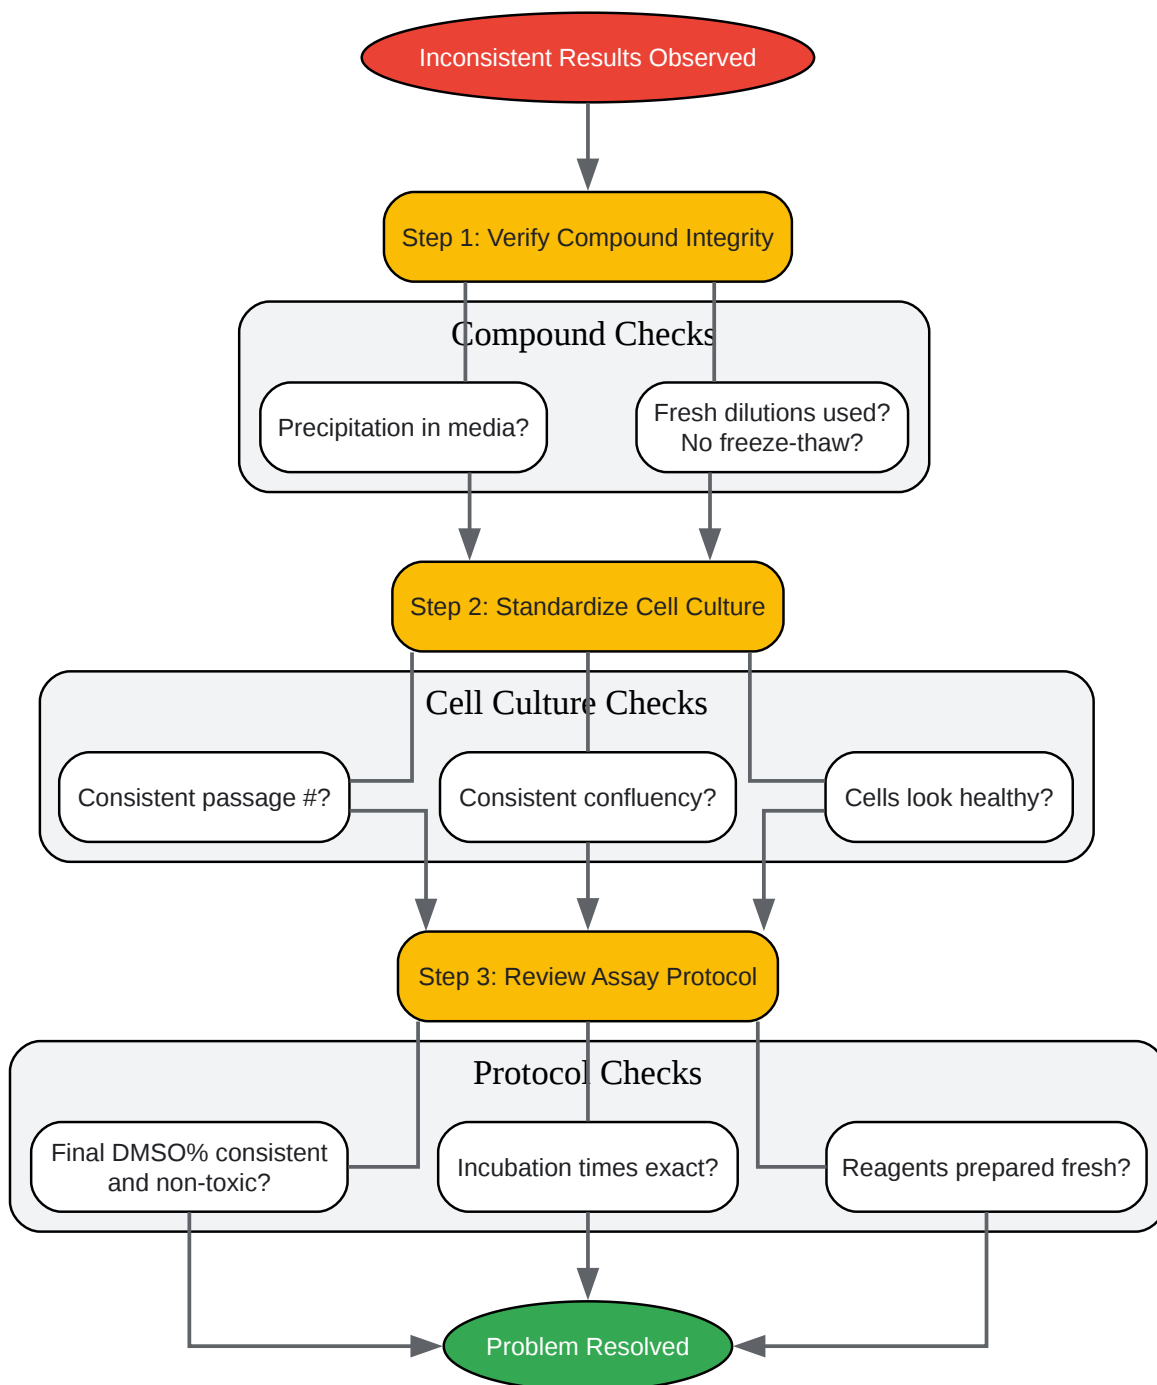 Inconsistent Results Observed
Step 1: Verify Compound Integrity
Compound Checks
Precipitation in media?
Fresh dilutions used?
No freeze-thaw?
Step 2: Standardize Cell Culture
Cell Culture Checks
Consistent passage #?
Consistent confluency?
Cells look healthy?
Step 3: Review Assay Protocol
Protocol Checks
Final DMSO% consistent
and non-toxic?
Incubation times exact?
Reagents prepared fresh?
Problem Resolved